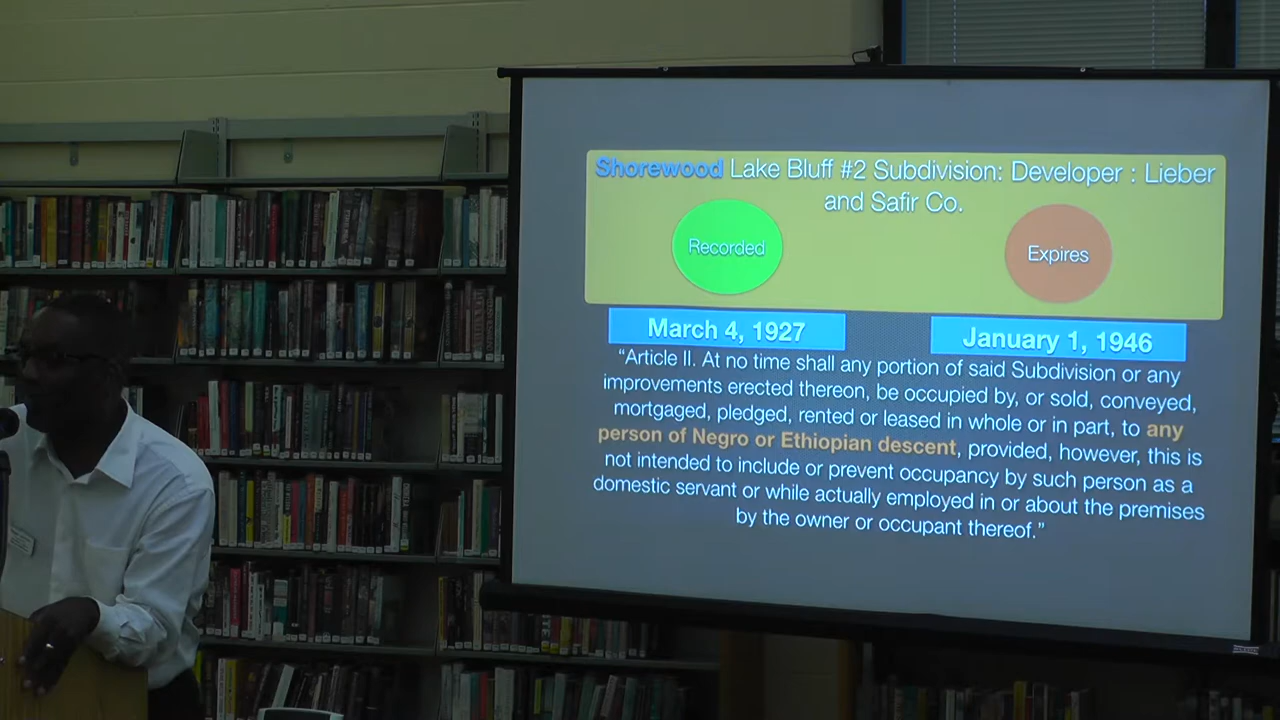 Shorewood Lake Bluff #2 Subdivision: Developer : Lieber
and Safir Co.
Recorded
Expires
March 4, 1927
January 1, 1946
“Article II. At no time shall any portion of said Subdivision or any
improvements erected thereon, be occupied by, or sold, conveyed,
mortgaged, pledged, rented or leased in whole or in part, to any
person of Negro or Ethiopian descent, provided, however, this is
not intended to include or prevent occupancy by such person as a
domestic servant or while actually employed in or about the premises
by the owner or occupant thereof.”